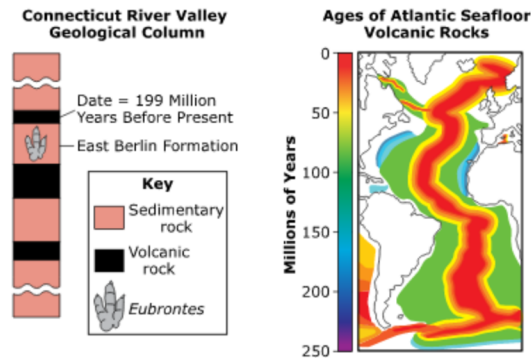 Connecticut River Valley
Geological Column
Date = 199 Million
Years Before Present
East Berlin Formation
Key
Sedimentary
rock
Volcanic
rock
Eubrontes
Ages of Atlantic Seafloor
Volcanic Rocks
Millions of Years
0
50
100
150
200
250